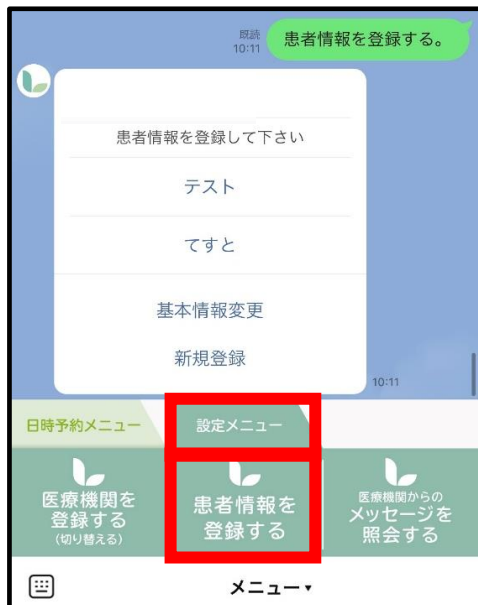 既読
10:11
患者情報を登録する。
患者情報を登録して下さい
テスト
てすと
基本情報変更
新規登録
10:11
日時予約メニュー
設定メニュー
医療機関を
登録する
(切り替える)
患者情報を
登録する
医療機関からの
メッセージを
照会する
メニュー▾